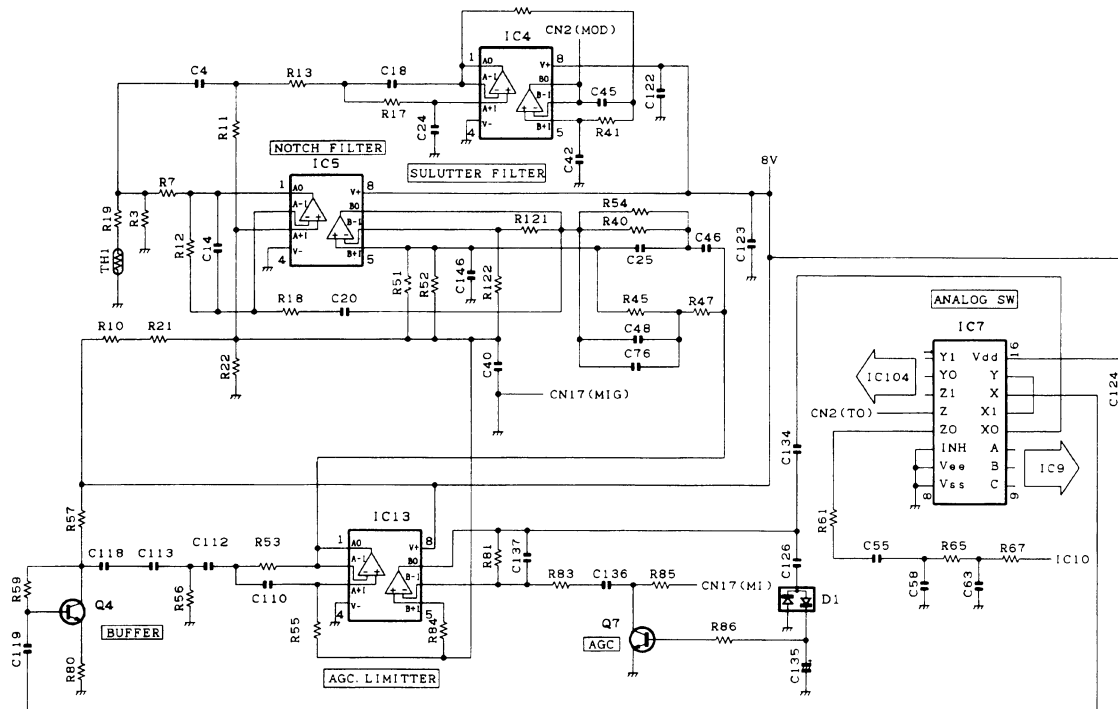 IC4
CN2(MOD)
1
8
A0
V+
A-I
B0
A+I
B-I
V-
B+I
4
5
C4
R13
C18
R17
C24
C45
R41
C42
C122
R11
NOTCH FILTER
IC5
SULUTTER FILTER
8V
1
8
A0
V+
A-I
B0
A+I
B-I
V-
B+I
4
5
R7
R19
R3
R12
C14
TH1
R18
C20
R51
R52
C146
R122
R121
R54
R40
C25
C46
C123
R45
R47
C48
C76
R10
R21
R22
C40
CN17(MIG)
ANALOG SW
IC7
16
Y1
Vdd
Y0
Y
Z1
X
Z
X1
Z0
X0
INH
A
Vee
B
Vss
C
8
9
IC104
CN2(TO)
IC9
C124
C134
R61
C55
R65
R67
IC10
C58
C63
R57
C118
C113
C112
R53
R59
Q4
BUFFER
R56
C110
R55
C119
R80
IC13
1
8
A0
V+
A-I
B0
A+I
B-I
V-
B+I
4
5
R84
AGC.LIMITTER
R81
C137
R83
C136
R85
CN17(MI)
C126
D1
Q7
AGC
R86
C135